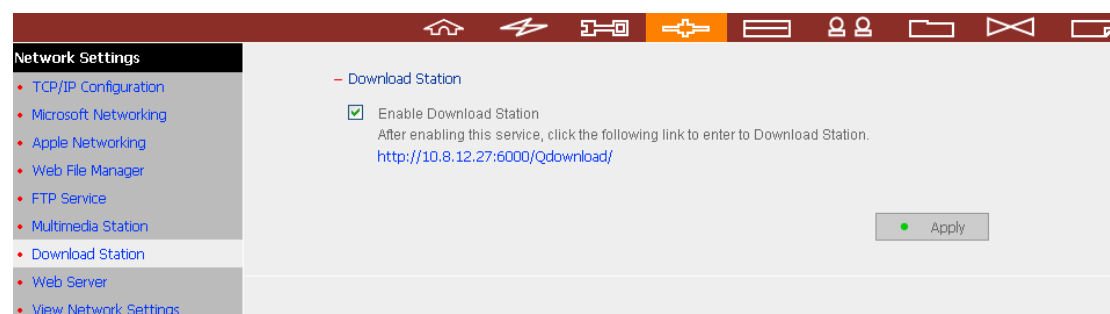 Network Settings
TCP/IP Configuration
Microsoft Networking
Apple Networking
Web File Manager
FTP Service
Multimedia Station
Download Station
Web Server
View Network Settings
– Download Station
Enable Download Station
After enabling this service, click the following link to enter to Download Station.
http://10.8.12.27:6000/Qdownload/
Apply